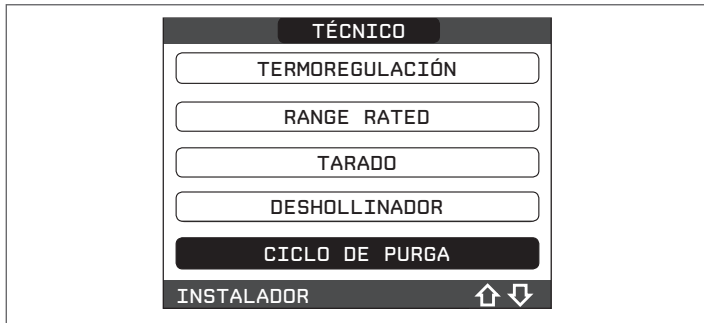 TÉCNICO
TERMOREGULACIÓN
RANGE RATED
TARADO
DESHOLLINADOR
CICLO DE PURGA
INSTALADOR